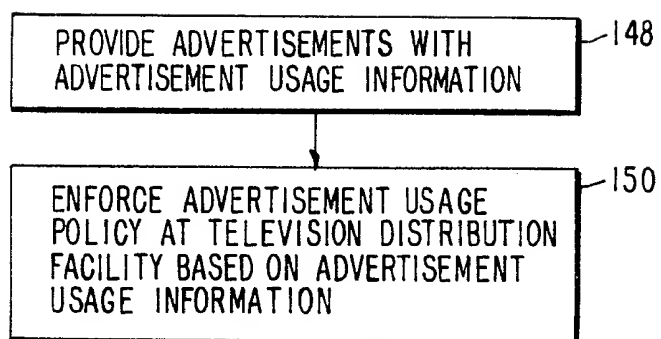 PROVIDE ADVERTISEMENTS WITH
ADVERTISEMENT USAGE INFORMATION
148
ENFORCE ADVERTISEMENT USAGE
POLICY AT TELEVISION DISTRIBUTION
FACILITY BASED ON ADVERTISEMENT
USAGE INFORMATION
150